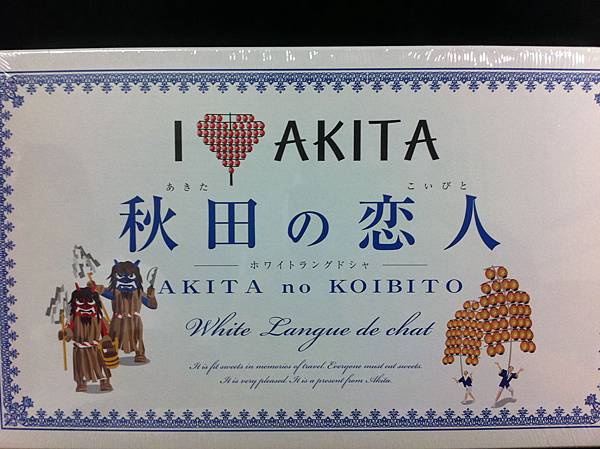 I AKITA
あきた こいびと
秋田の恋人
ホワイトラングドシャ
AKITA no KOIBITO
White Langue de chat
It is fit sweets in memories of travel. Everyone must eat sweets.
It is very pleased. It is a present from Akita.